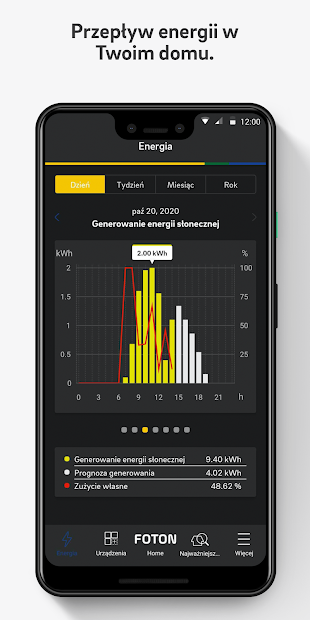 Przepływ energii w
Twoim domu.
12:00
Energia
Dzień Tydzień Miesiąc Rok
paź 20, 2020
Generowanie energii słonecznej
kWh 2.00 kWh %
2 100
1.5 75
1 50
0.5 25
0
0 3 6 9 12 15 18 21 h
Generowanie energii słonecznej 9.40 kWh
Prognoza generowania 4.02 kWh
Zużycie własne 48.62 %
FOTON
Energia Urządzenia Home Najważniejsz... Więcej